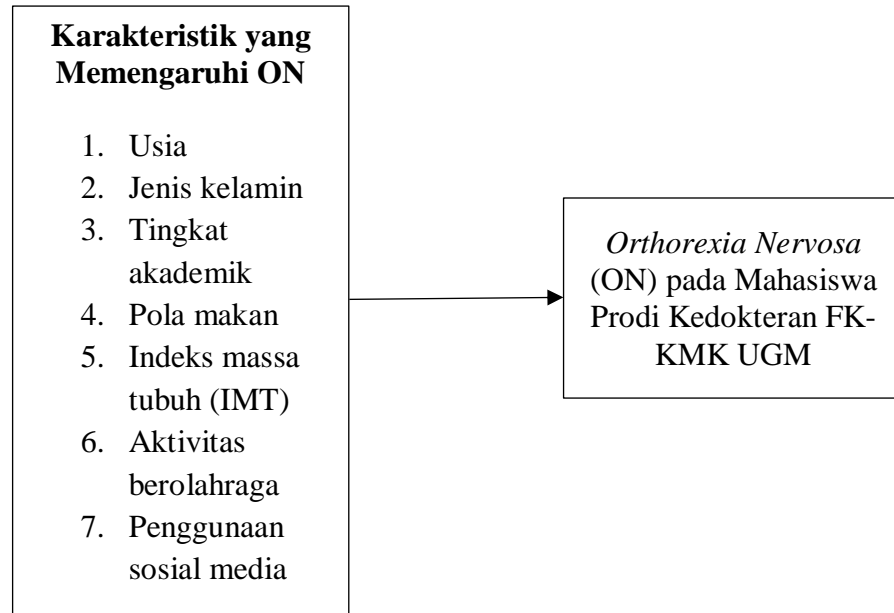 Karakteristik yang
Memengaruhi ON
1. Usia
2. Jenis kelamin
3. Tingkat
akademik
4. Pola makan
5. Indeks massa
tubuh (IMT)
6. Aktivitas
berolahraga
7. Penggunaan
sosial media
Orthorexia Nervosa
(ON) pada Mahasiswa
Prodi Kedokteran FK-
KMK UGM